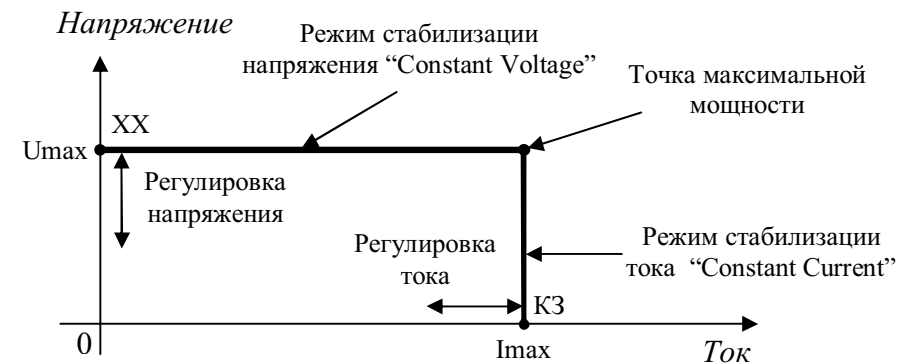 Напряжение
Режим стабилизации
напряжения “Constant Voltage”
Точка максимальной
мощности
ХХ
Umax
Регулировка
напряжения
Регулировка
тока
Режим стабилизации
тока “Constant Current”
КЗ
0
Imax
Ток